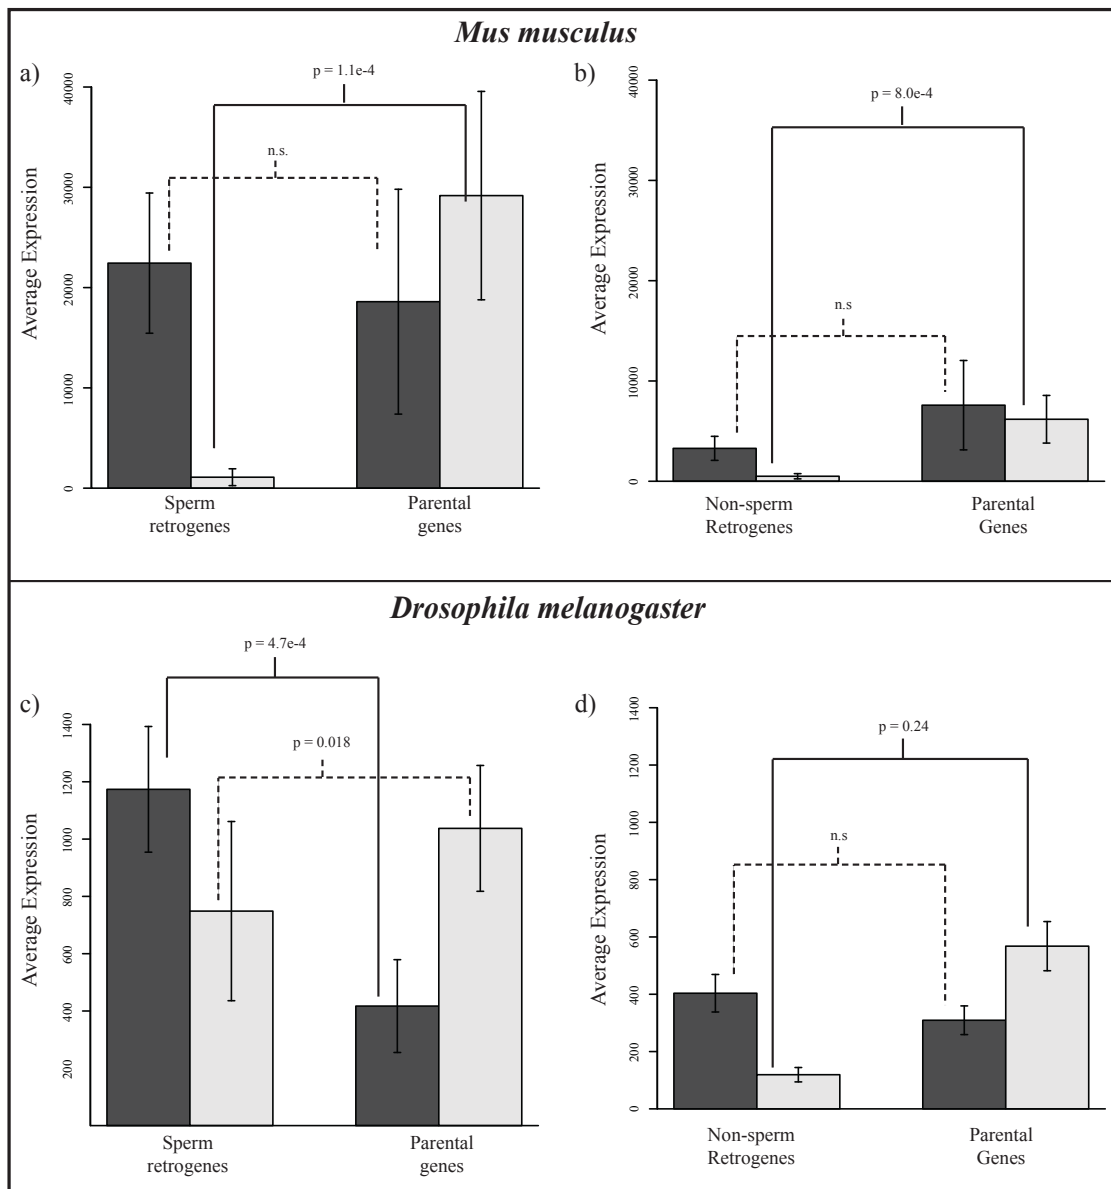 Mus musculus
a)
p = 1.1e-4
n.s.
Average Expression
40000
30000
20000
10000
0
Sperm
retrogenes
Parental
genes
b)
p = 8.0e-4
n.s
Average Expression
40000
30000
20000
10000
0
Non-sperm
Retrogenes
Parental
Genes
Drosophila melanogaster
c)
p = 4.7e-4
p = 0.018
Average Expression
1400
1200
1000
800
600
400
200
Sperm
retrogenes
Parental
genes
d)
p = 0.24
n.s
Average Expression
1400
1200
1000
800
600
400
200
0
Non-sperm
Retrogenes
Parental
Genes